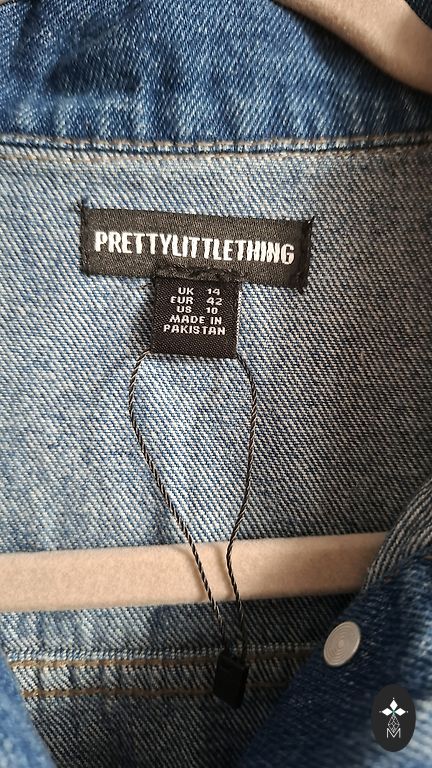 PRETTYLITTLETHING
UK 14
EUR 42
US 10
MADE IN
PAKISTAN